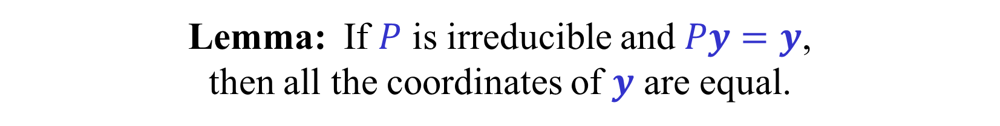 Lemma: If P is irreducible and Py = y,
then all the coordinates of y are equal.